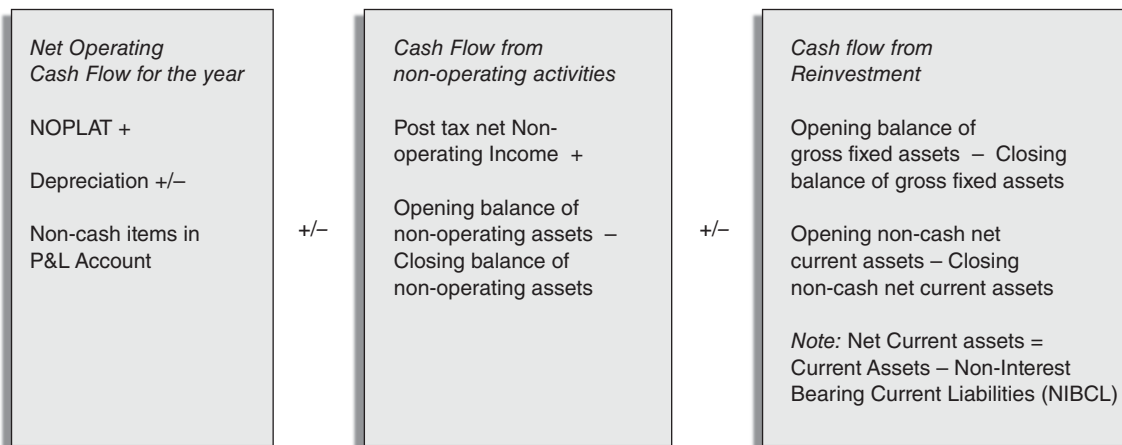 Net Operating
Cash Flow for the year
NOPLAT +
Depreciation +/–
Non-cash items in
P&L Account
+/–
Cash Flow from
non-operating activities
Post tax net Non-
operating Income +
Opening balance of
non-operating assets –
Closing balance of
non-operating assets
+/–
Cash flow from
Reinvestment
Opening balance of
gross fixed assets – Closing
balance of gross fixed assets
Opening non-cash net
current assets – Closing
non-cash net current assets
Note: Net Current assets =
Current Assets – Non-Interest
Bearing Current Liabilities (NIBCL)